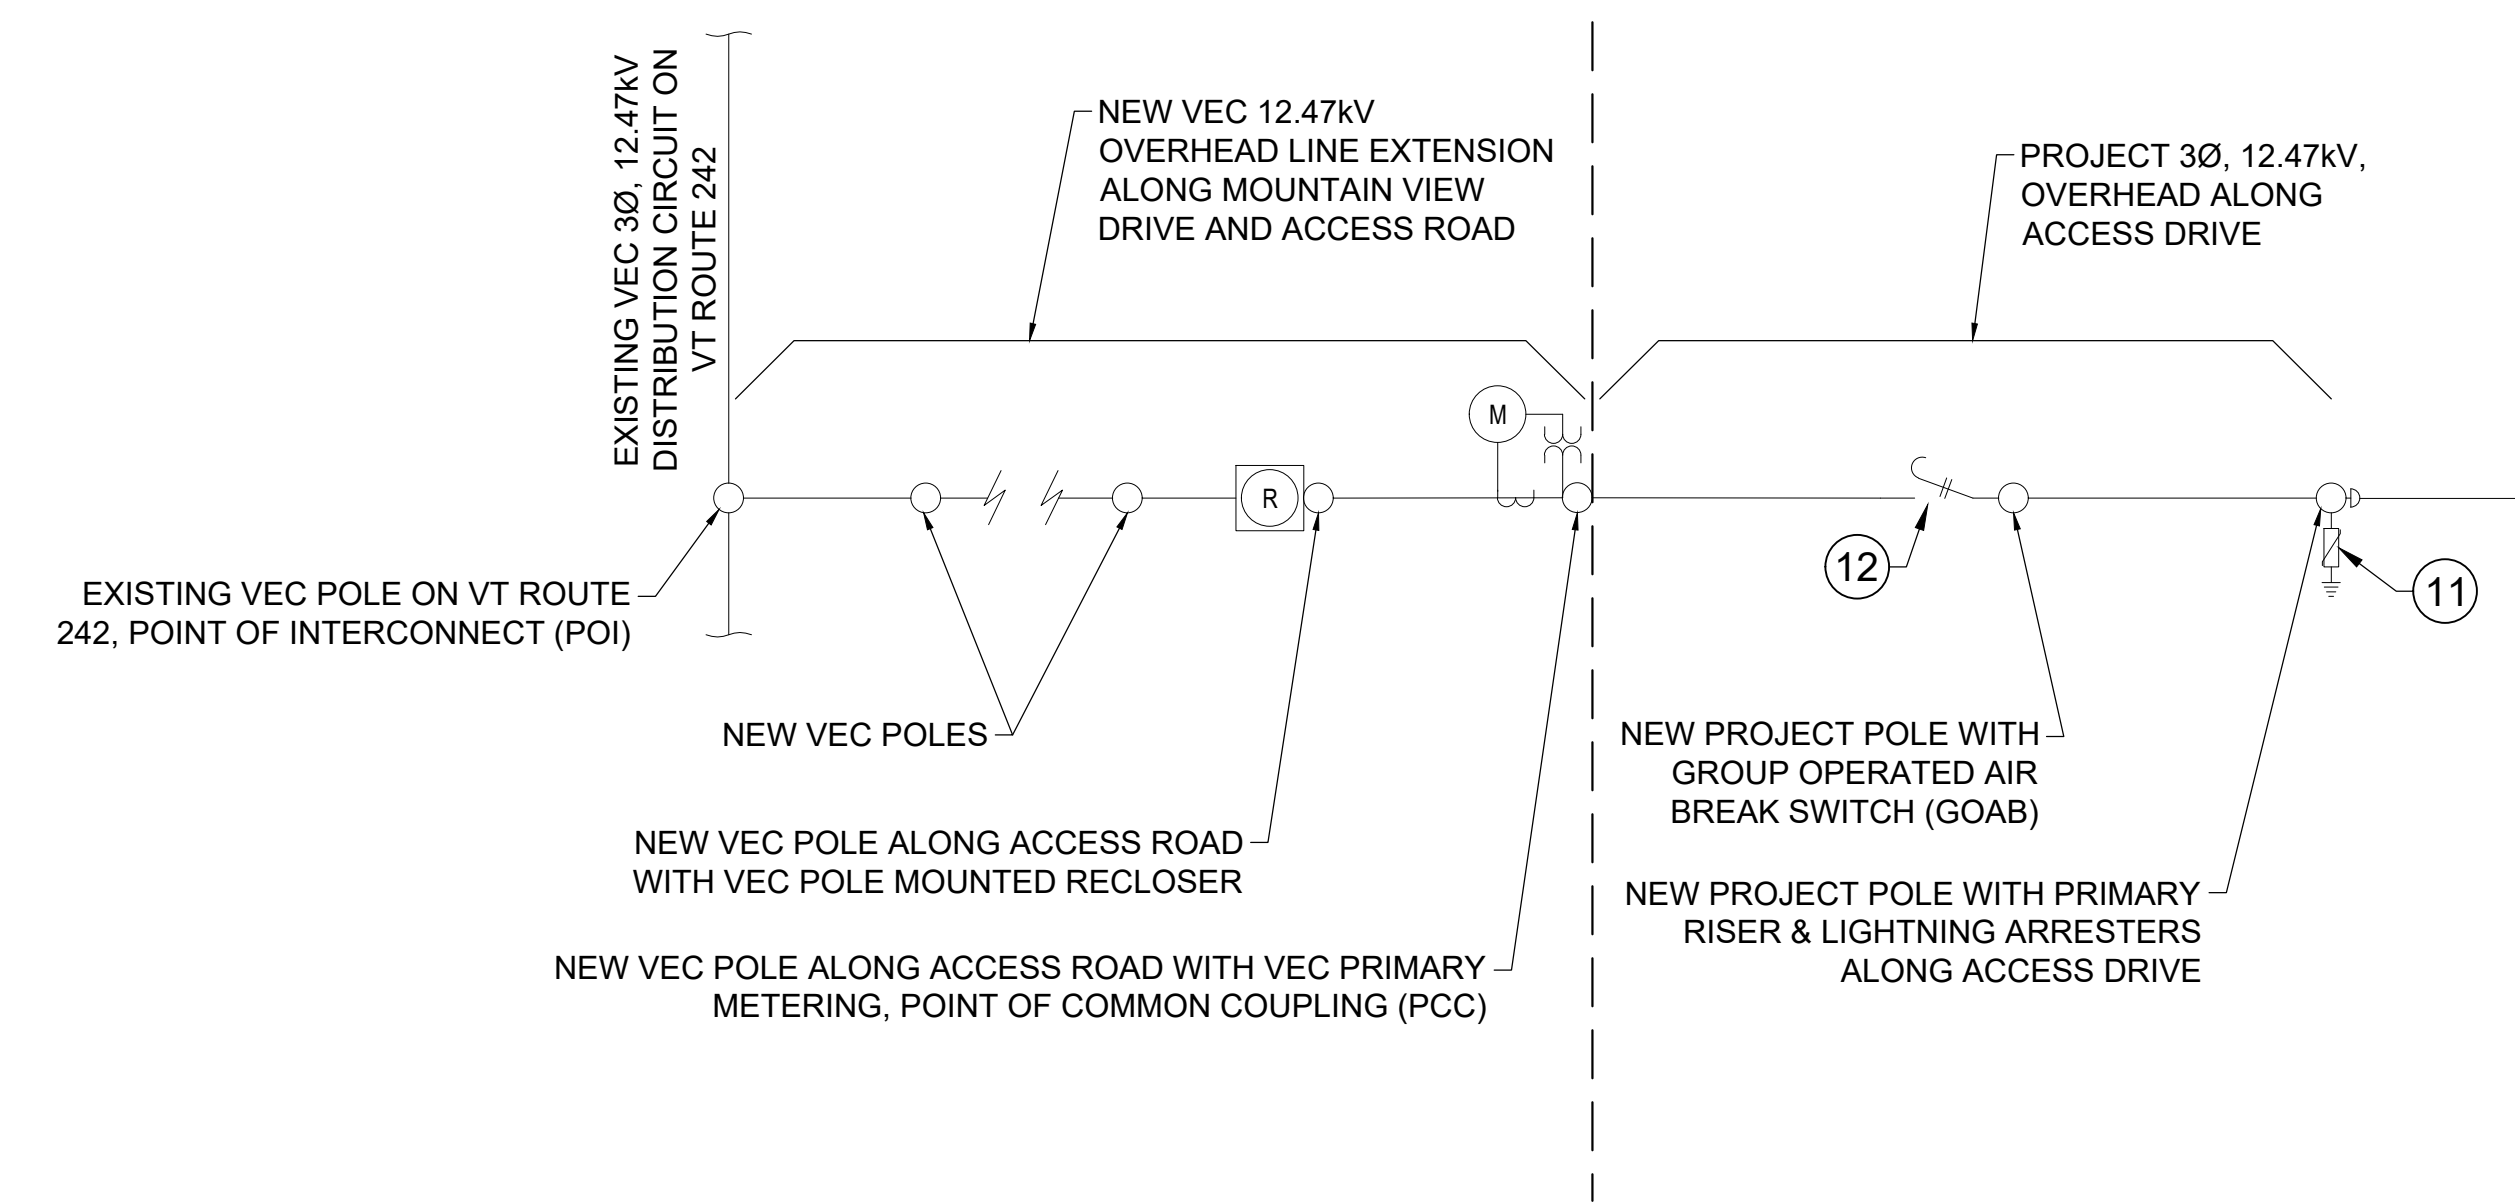 EXISTING VEC 3Ø, 12.47kV
DISTRIBUTION CIRCUIT ON
VT ROUTE 242
NEW VEC 12.47kV
OVERHEAD LINE EXTENSION
ALONG MOUNTAIN VIEW
DRIVE AND ACCESS ROAD
PROJECT 3Ø, 12.47kV,
OVERHEAD ALONG
ACCESS DRIVE
M
R
12
11
EXISTING VEC POLE ON VT ROUTE
242, POINT OF INTERCONNECT (POI)
NEW VEC POLES
NEW PROJECT POLE WITH
GROUP OPERATED AIR
BREAK SWITCH (GOAB)
NEW VEC POLE ALONG ACCESS ROAD
WITH VEC POLE MOUNTED RECLOSER
NEW PROJECT POLE WITH PRIMARY
RISER & LIGHTNING ARRESTERS
ALONG ACCESS DRIVE
NEW VEC POLE ALONG ACCESS ROAD WITH VEC PRIMARY
METERING, POINT OF COMMON COUPLING (PCC)